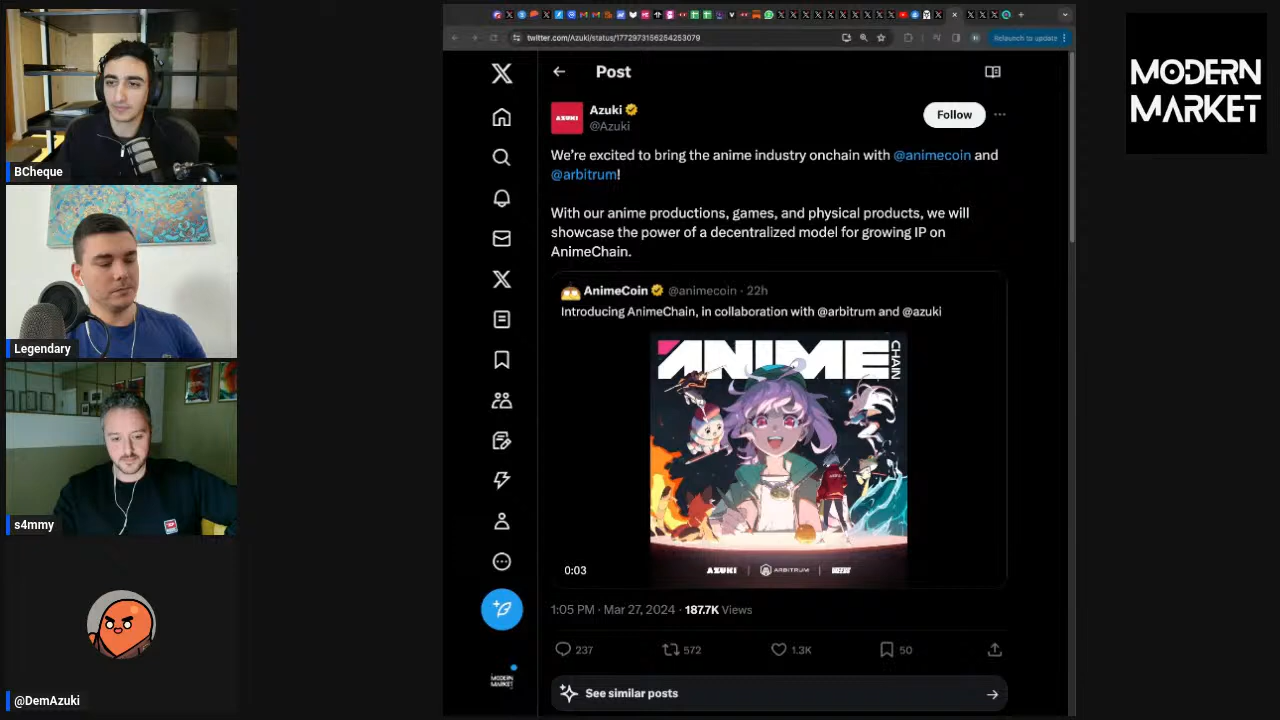 BCheque
Legendary
s4mmy
@DemAzuki
twitter.com/Azuki/status/1772973156254253079
Relaunch to update
Post
AZUKI
Azuki
@Azuki
Follow
We're excited to bring the anime industry onchain with @animecoin and
@arbitrum!
With our anime productions, games, and physical products, we will
showcase the power of a decentralized model for growing IP on
AnimeChain.
AnimeCoin @animecoin · 22h
Introducing AnimeChain, in collaboration with @arbitrum and @azuki
ANIME
CHAIN
AZUKI | ARBITRUM | WEEBS
0:03
1:05 PM · Mar 27, 2024 · 187.7K Views
237 572 1.3K 50
See similar posts
MODERN
MARKET
MODERN
MARKET